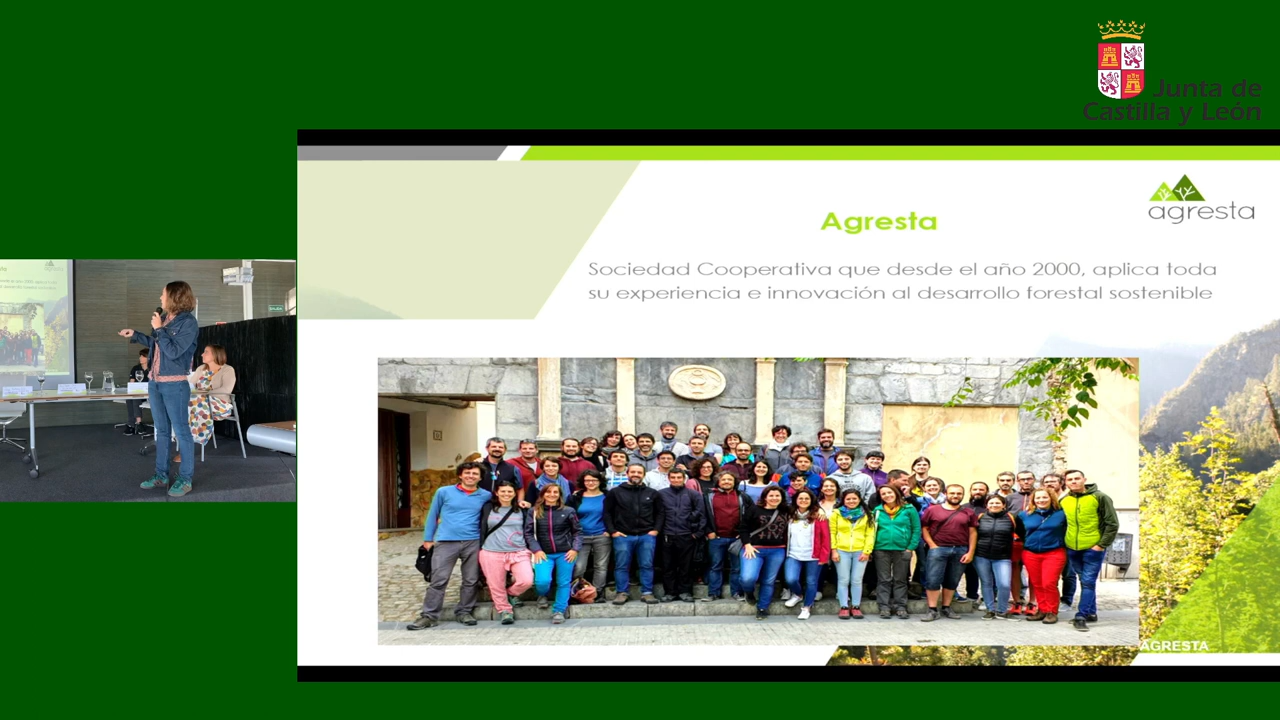 Junta de
Castilla y León
agresta
Agresta
Sociedad Cooperativa que desde el año 2000, aplica toda
su experiencia e innovación al desarrollo forestal sostenible
AGRESTA